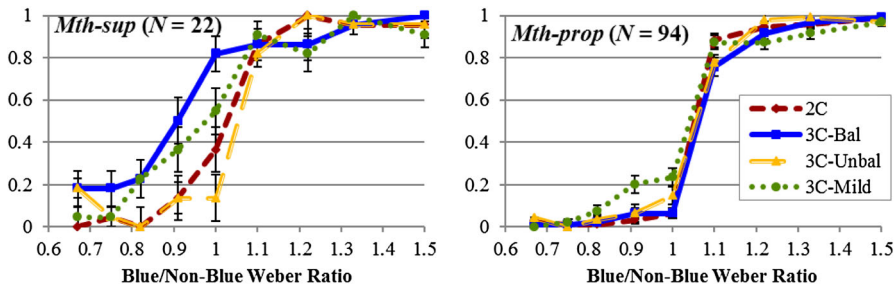 Mth-sup (N = 22)
1
0.8
0.6
0.4
0.2
0
0.6 0.7 0.8 0.9 1.0 1.1 1.2 1.3 1.4 1.5
Blue/Non-Blue Weber Ratio
Mth-prop (N = 94)
1
0.8
0.6
0.4
0.2
0
0.6 0.7 0.8 0.9 1 1.1 1.2 1.3 1.4 1.5
Blue/Non-Blue Weber Ratio
2C
3C-Bal
3C-Unbal
3C-Mild